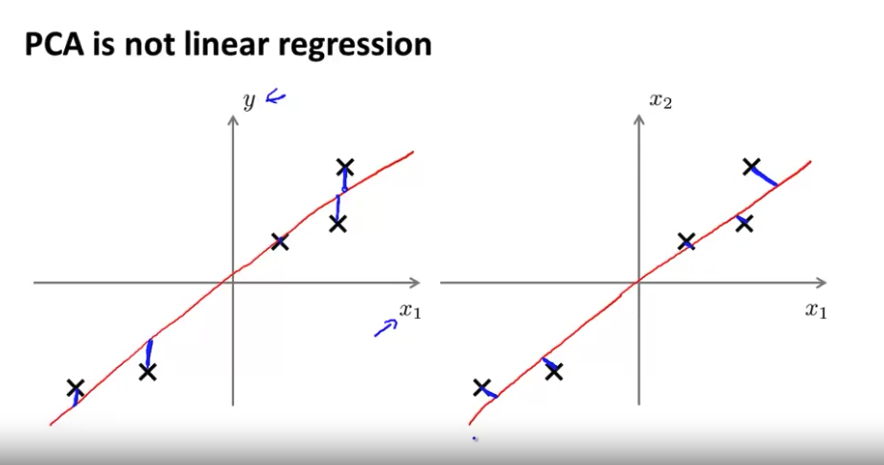 PCA is not linear regression
y
x₂
x₁
x₁